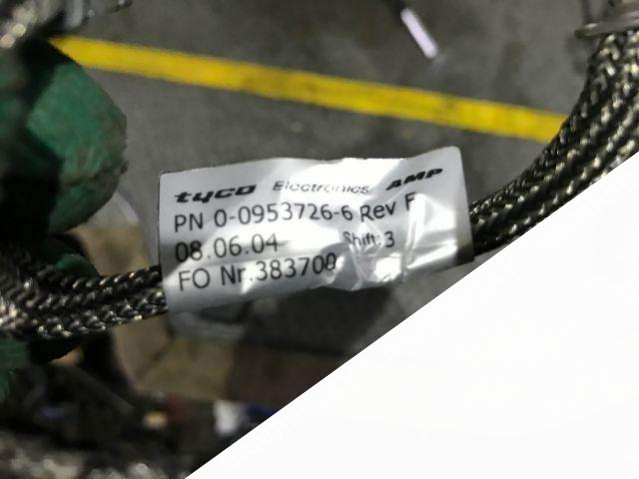 tyco Electronics AMP
PN 0-0953726-6 Rev F
08.06.04 Shift: 3
FO Nr.383700